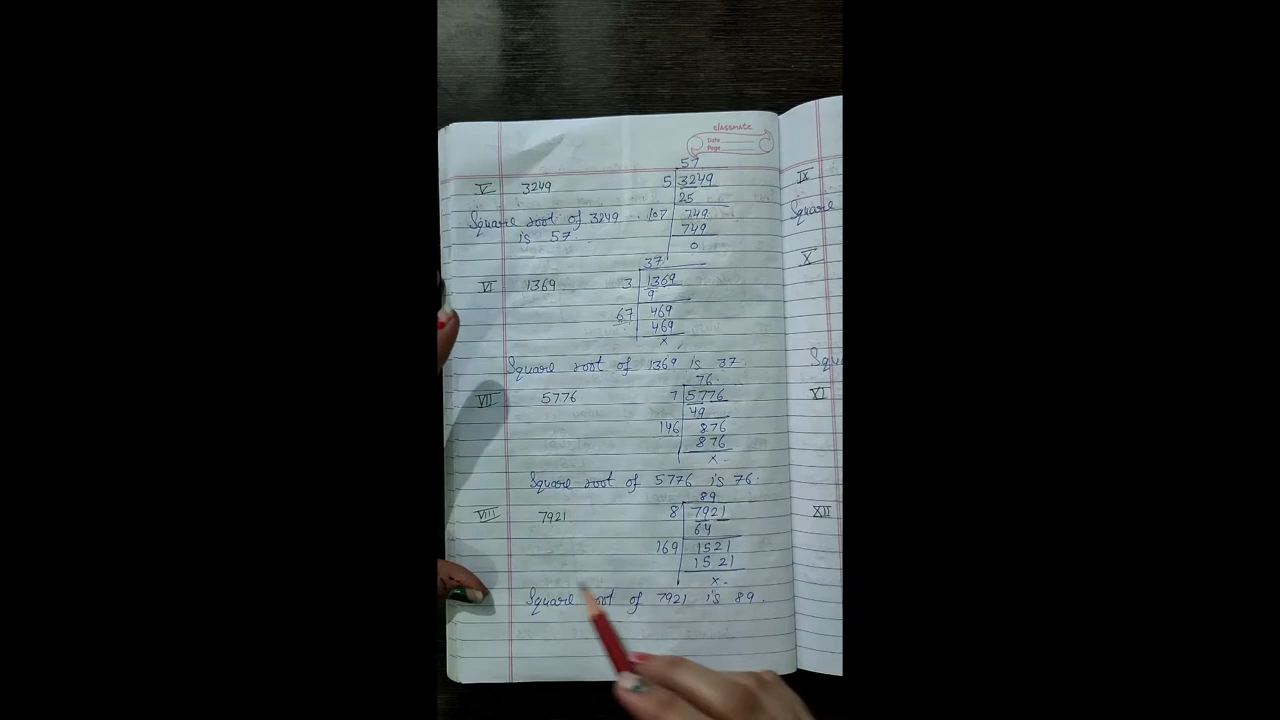 classmate
Date
Page
57
V 3249 5 3249
25
Square root of 3249 . 107 749
is 57. 749
0
37.
VI 1369 3 1369
9
67 469
469
x
Square root of 1369 is 37.
76.
VII 5776 7 5776
49
146 876
876
x.
Square root of 5776 is 76.
89
VIII 7921 8 7921
64
169 1521
1521
x.
Square root of 7921 is 89.
IX
Square
X
XI
XII